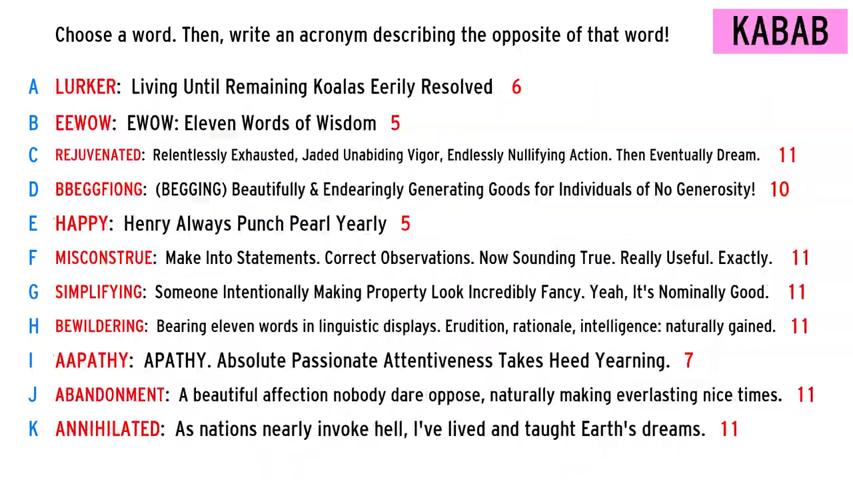 Choose a word. Then, write an acronym describing the opposite of that word!
KABAB
A LURKER: Living Until Remaining Koalas Eerily Resolved 6
B EEWOW: EWOW: Eleven Words of Wisdom 5
C REJUVENATED: Relentlessly Exhausted, Jaded Unabiding Vigor, Endlessly Nullifying Action. Then Eventually Dream. 11
D BBEGGFIONG: (BEGGING) Beautifully & Endearingly Generating Goods for Individuals of No Generosity! 10
E HAPPY: Henry Always Punch Pearl Yearly 5
F MISCONSTRUE: Make Into Statements. Correct Observations. Now Sounding True. Really Useful. Exactly. 11
G SIMPLIFYING: Someone Intentionally Making Property Look Incredibly Fancy. Yeah, It's Nominally Good. 11
H BEWILDERING: Bearing eleven words in linguistic displays. Erudition, rationale, intelligence: naturally gained. 11
I AAPATHY: APATHY. Absolute Passionate Attentiveness Takes Heed Yearning. 7
J ABANDONMENT: A beautiful affection nobody dare oppose, naturally making everlasting nice times. 11
K ANNIHILATED: As nations nearly invoke hell, I've lived and taught Earth's dreams. 11